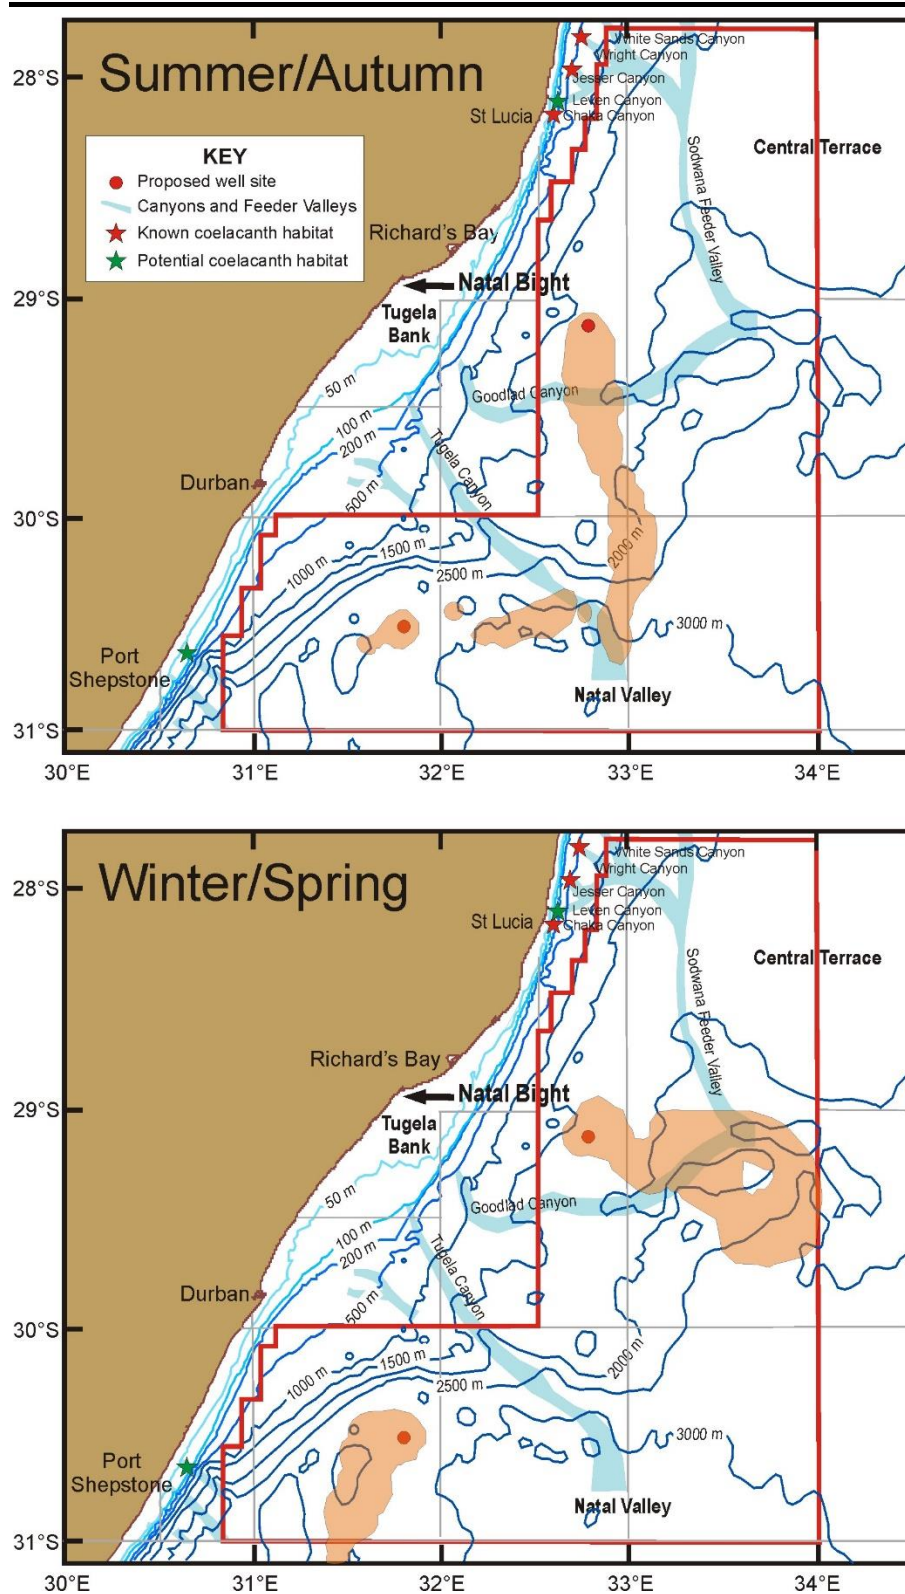 Summer/Autumn
28°S
29°S
30°S
31°S
30°E
31°E
32°E
33°E
34°E
KEY
Proposed well site
Canyons and Feeder Valleys
Known coelacanth habitat
Potential coelacanth habitat
White Sands Canyon
Wright Canyon
Jesser Canyon
Leven Canyon
Chaka Canyon
St Lucia
Central Terrace
Sodwana Feeder Valley
Richard's Bay
Natal Bight
Tugela
Bank
50 m
100 m
200 m
500 m
Goodlad Canyon
Tugela Canyon
Durban
1000 m
1500 m
2500 m
2000 m
3000 m
Port
Shepstone
Natal Valley
Winter/Spring
28°S
29°S
30°S
31°S
30°E
31°E
32°E
33°E
34°E
White Sands Canyon
Wright Canyon
Jesser Canyon
Leven Canyon
Chaka Canyon
St Lucia
Central Terrace
Sodwana Feeder Valley
Richard's Bay
Natal Bight
Tugela
Bank
50 m
100 m
200 m
500 m
Goodlad Canyon
Tugela Canyon
Durban
1000 m
1500 m
2500 m
2000 m
3000 m
Port
Shepstone
Natal Valley